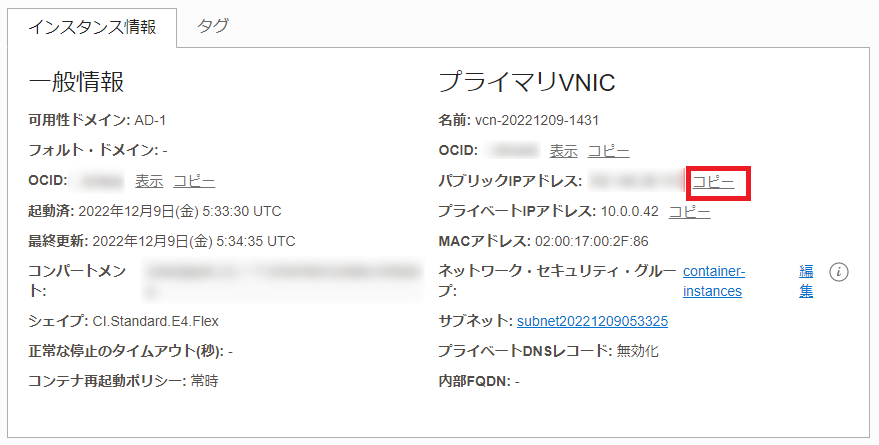 インスタンス情報
タグ
一般情報
可用性ドメイン: AD-1
フォルト・ドメイン: -
OCID: 表示 コピー
起動済: 2022年12月9日(金) 5:33:30 UTC
最終更新: 2022年12月9日(金) 5:34:35 UTC
コンパートメン
ト:
シェイプ: CI.Standard.E4.Flex
正常な停止のタイムアウト(秒): -
コンテナ再起動ポリシー: 常時
プライマリVNIC
名前: vcn-20221209-1431
OCID: 表示 コピー
パブリックIPアドレス: コピー
プライベートIPアドレス: 10.0.0.42 コピー
MACアドレス: 02:00:17:00:2F:86
ネットワーク・セキュリティ・グルー container- 編
プ: instances 集
サブネット: subnet20221209053325
プライベートDNSレコード: 無効化
内部FQDN: -